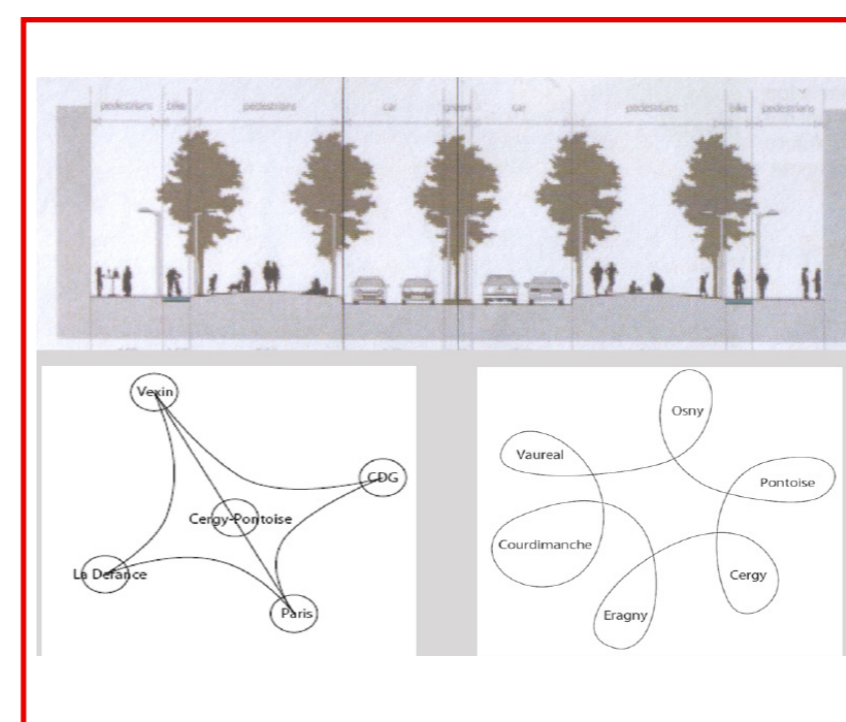 pedestrians bike pedestrians car green car pedestrians bike pedestrians
Vexin
CDG
Cergy-Pontoise
La Defance
Paris
Osny
Vaureal
Pontoise
Courdimanche
Cergy
Eragny